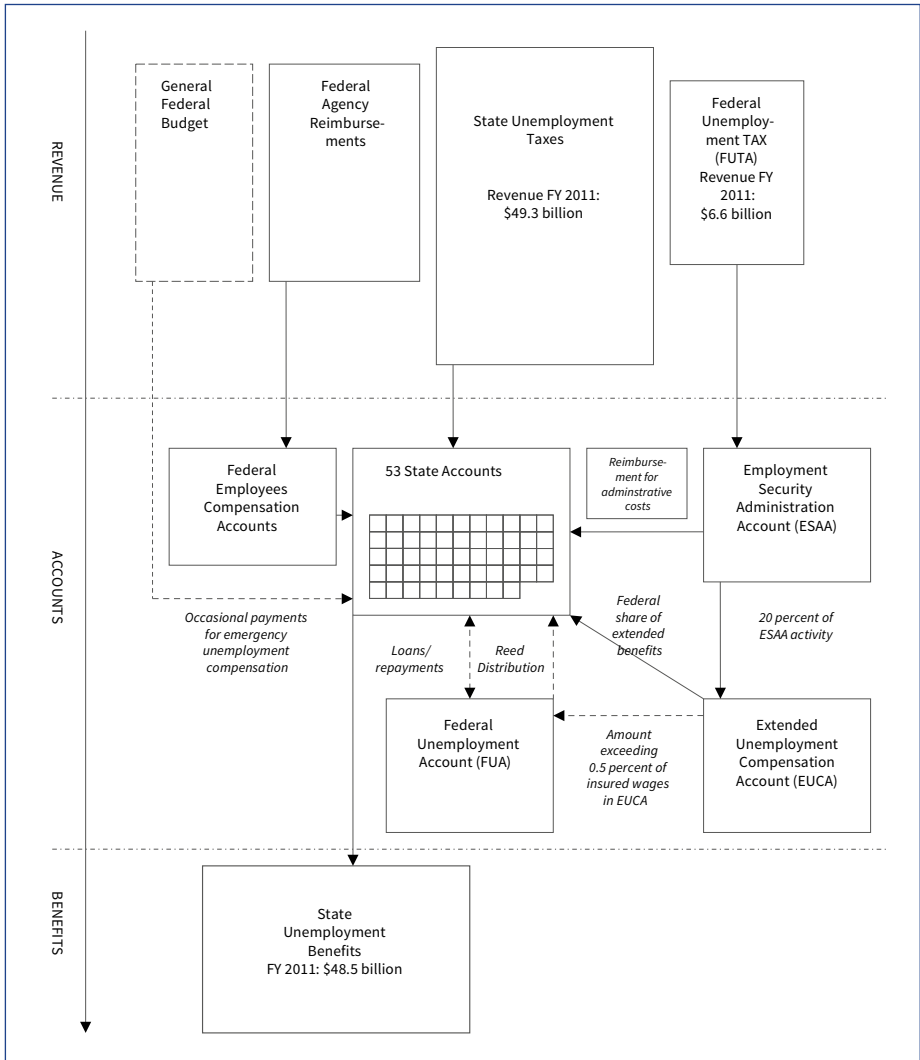 REVENUE
General
Federal
Budget
Federal
Agency
Reimburse-
ments
State Unemployment
Taxes
Revenue FY 2011:
$49.3 billion
Federal
Unemploy-
ment TAX
(FUTA)
Revenue FY
2011:
$6.6 billion
ACCOUNTS
Federal
Employees
Compensation
Accounts
53 State Accounts
Reimburse-
ment for
adminstrative
costs
Employment
Security
Administration
Account (ESAA)
Occasional payments
for emergency
unemployment
compensation
Loans/
repayments
Reed
Distribution
Federal
share of
extended
benefits
20 percent of
ESAA activity
Federal
Unemployment
Account (FUA)
Amount
exceeding
0.5 percent of
insured wages
in EUCA
Extended
Unemployment
Compensation
Account (EUCA)
BENEFITS
State
Unemployment
Benefits
FY 2011: $48.5 billion